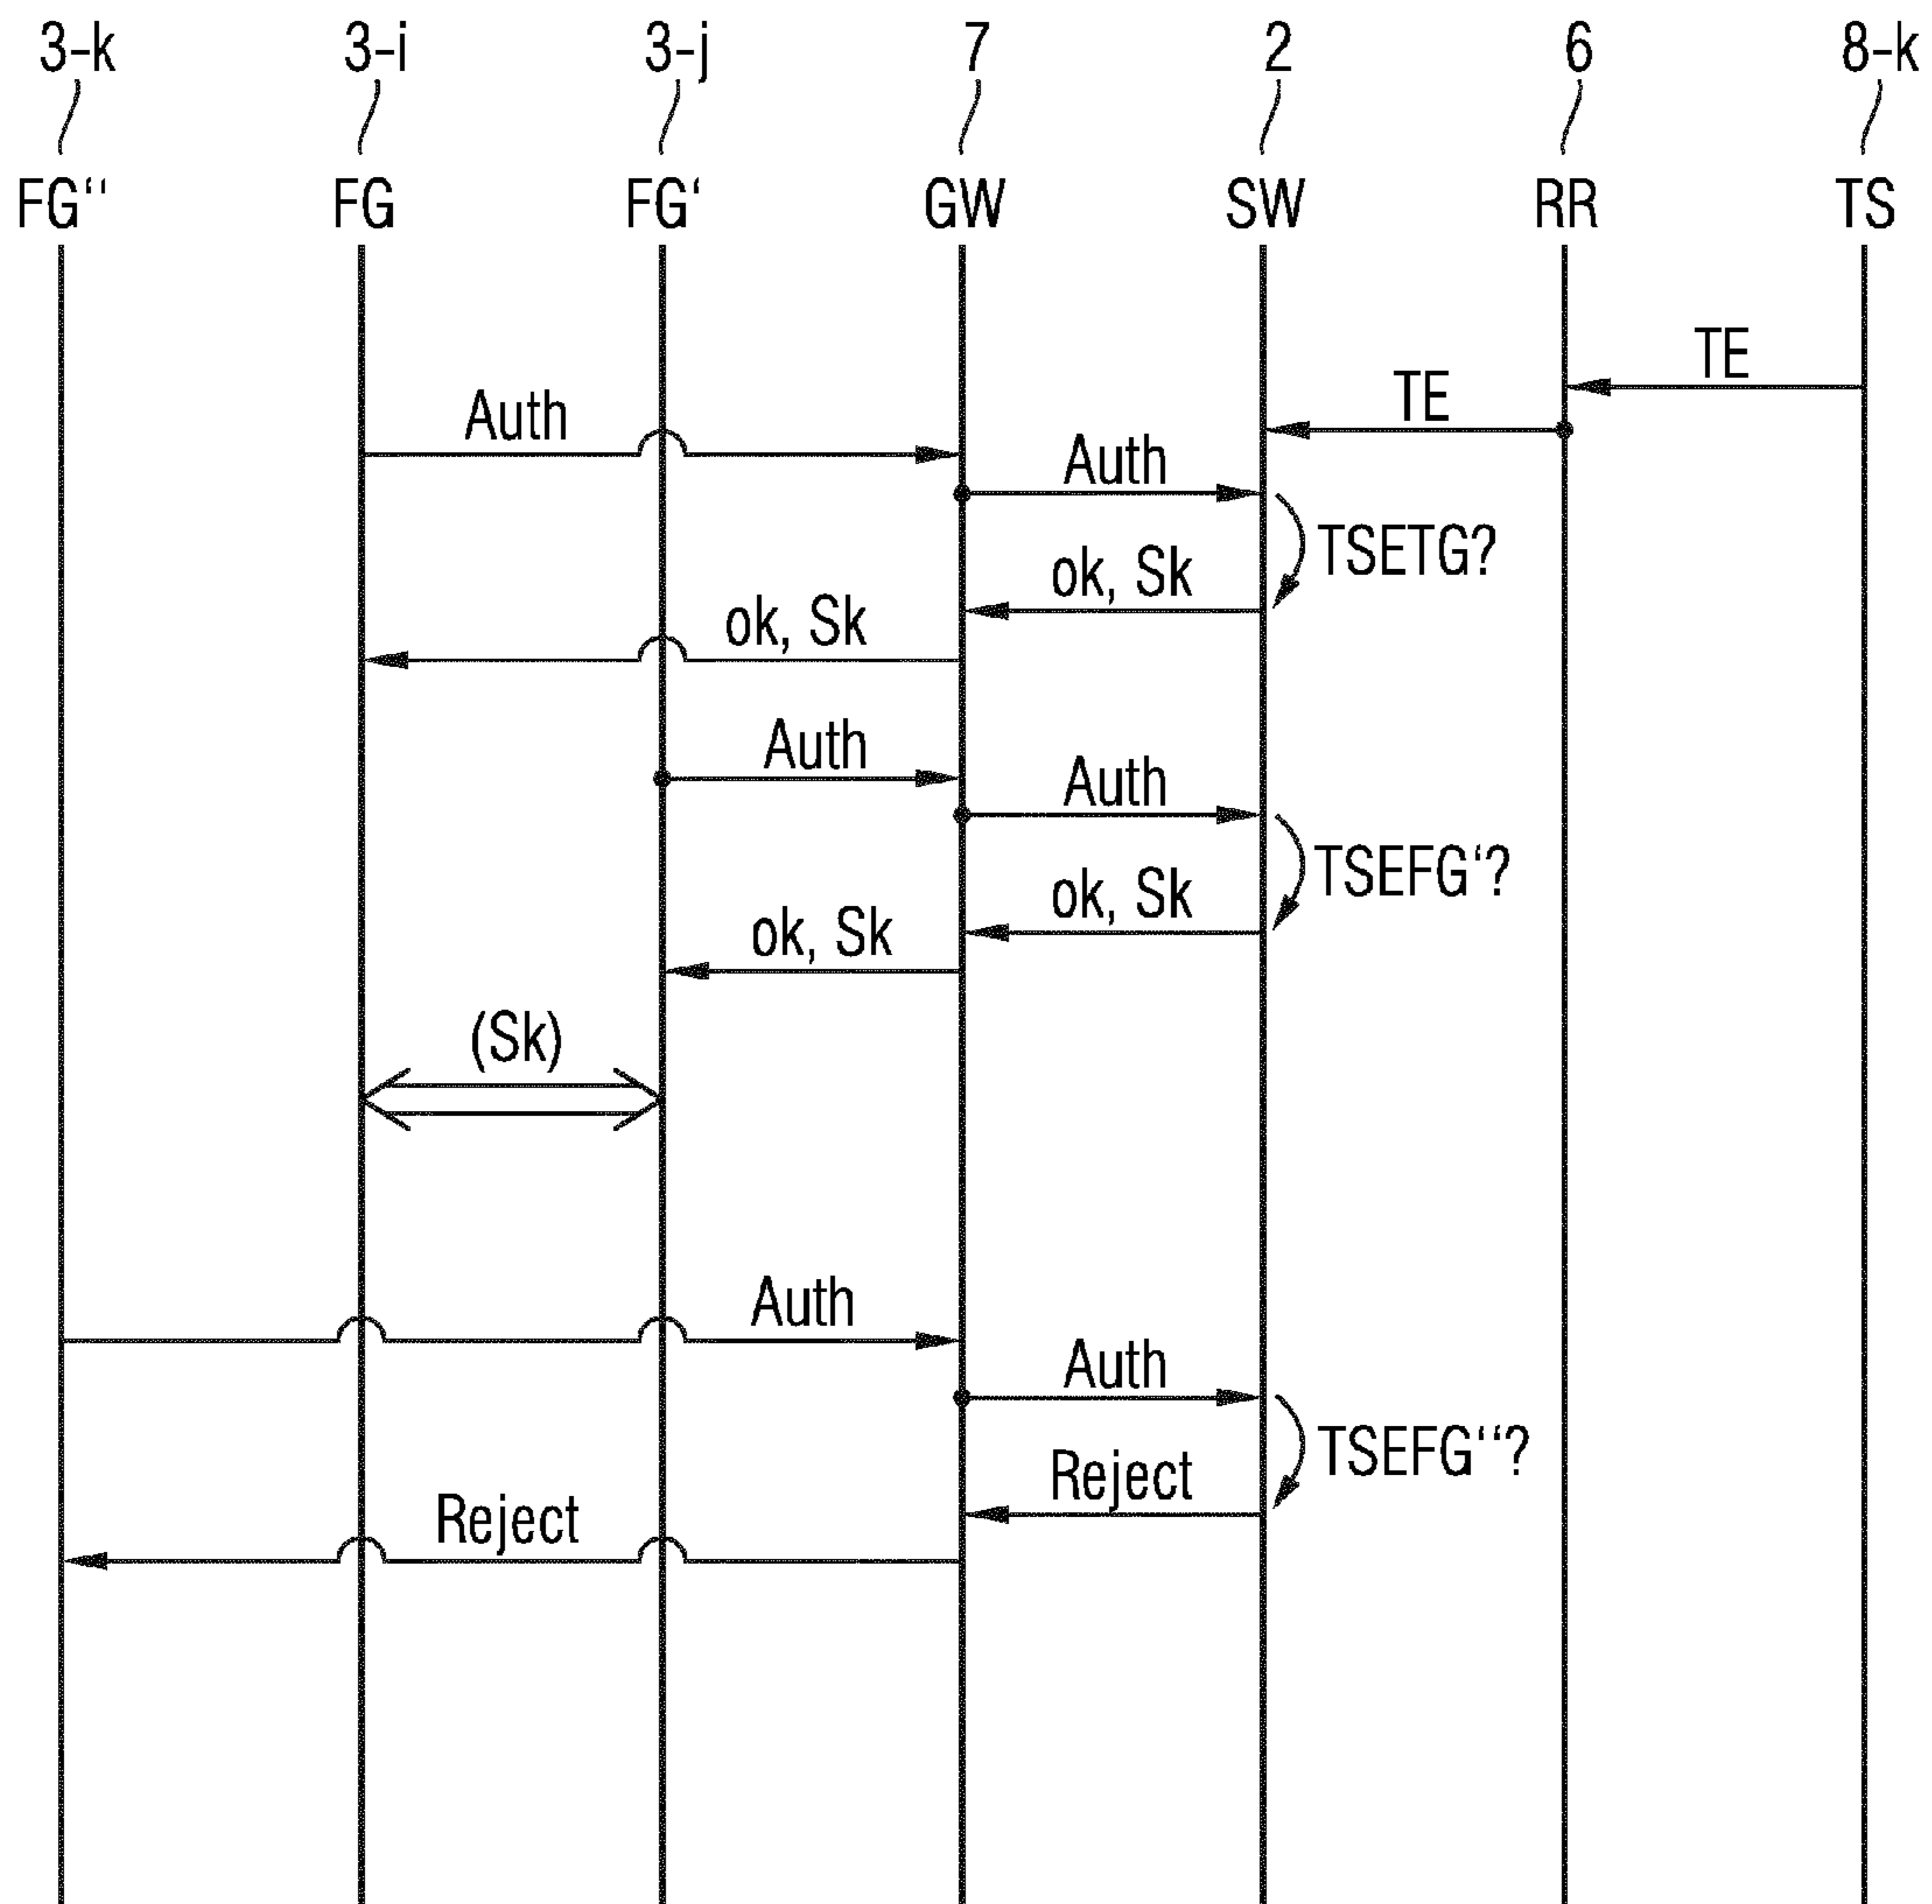 3-k 3-i 3-j 7 2 6 8-k
FG“ FG FG‘ GW SW RR TS
TE
TE
Auth
Auth
TSETG?
ok, Sk
ok, Sk
Auth
Auth
TSEFG‘?
ok, Sk
ok, Sk
(Sk)
Auth
Auth
TSEFG“?
Reject
Reject